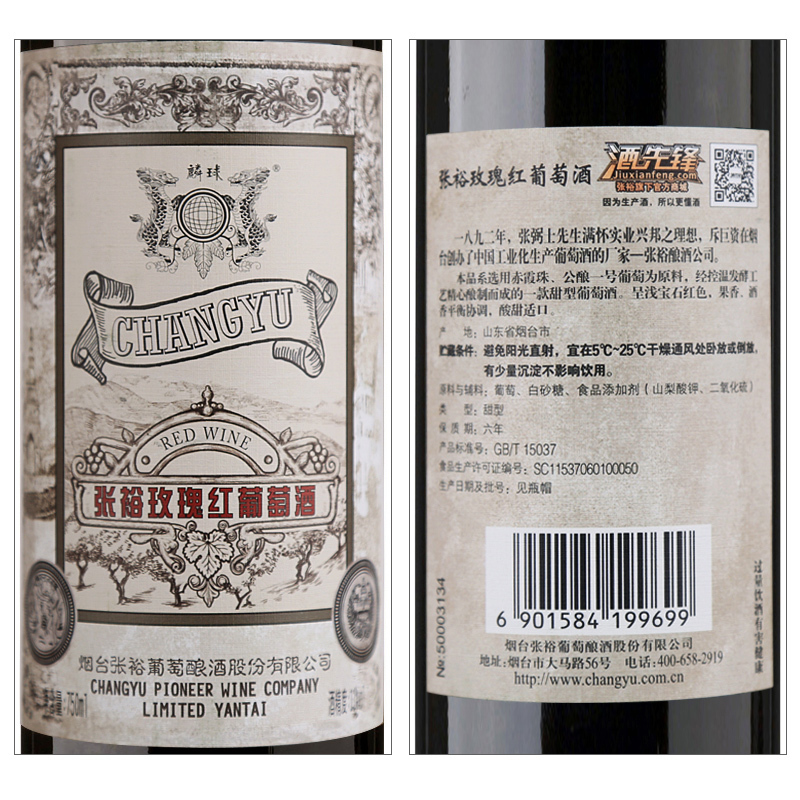 麟球
CHANGYU
RED WINE
张裕玫瑰红葡萄酒
烟台张裕葡萄酿酒股份有限公司
CHANGYU PIONEER WINE COMPANY
LIMITED YANTAI
750ml
张裕玫瑰红葡萄酒
酒先锋
Jiuxianfeng.com
张裕旗下官方商城
因为生产酒，所以更懂酒
一八九二年，张弼士先生满怀实业兴邦之理想，斥巨资在烟
台创办了中国工业化生产葡萄酒的厂家—张裕酿酒公司。
本品系选用赤霞珠、公酿一号葡萄为原料，经控温发酵工
艺精心酿制而成的一款甜型葡萄酒。呈浅宝石红色，果香、酒
香平衡协调，酸甜适口。
产 地：山东省烟台市
贮藏条件：避免阳光直射，宜在5℃~25℃干燥通风处卧放或倒放，
有少量沉淀不影响饮用。
原料与辅料：葡萄、白砂糖、食品添加剂（山梨酸钾、二氧化硫）
类 型：甜型
保 质 期：六年
产品标准号：GB/T 15037
食品生产许可证编号：SC11537060100050
生产日期及批号：见瓶帽
6 901584 199699
№:50003134
过量饮酒有害健康
烟台张裕葡萄酿酒股份有限公司
地址:烟台市大马路56号 电话:400-658-2919
http://www.changyu.com.cn